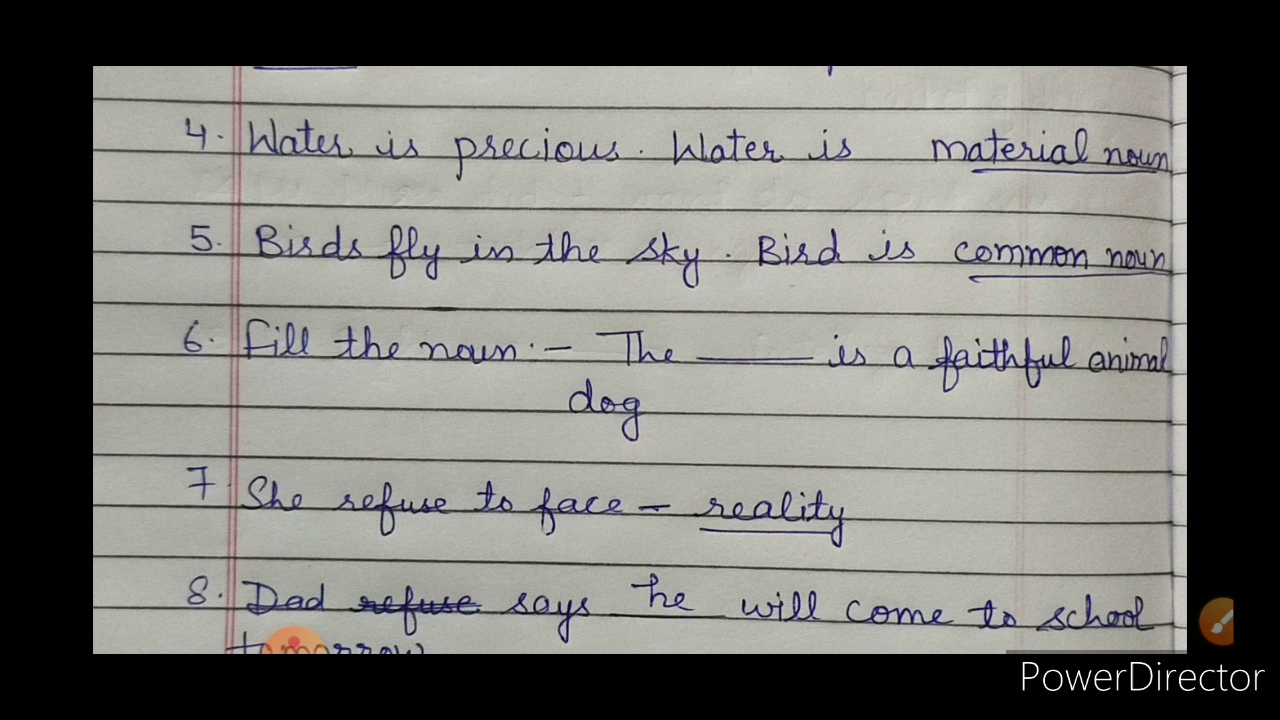 4. Water is precious. Water is material noun
5. Birds fly in the sky. Bird is common noun
6. Fill the noun:- The ______ is a faithful animal
dog
7. She refuse to face - reality
8. Dad refuse says he will come to school
tomorrow
PowerDirector